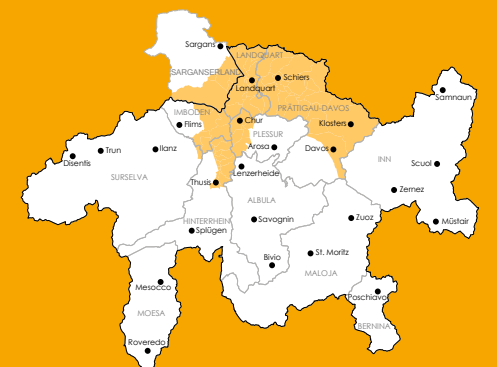 Sargans
LANDQUART
SARGANSERLAND
Schiers
Landquart
Samnaun
PRÄTTIGAU-DAVOS
IMBODEN
Flims
Chur
Klosters
PLESSUR
Arosa
Davos
Trun
Ilanz
Disentis
INN
Scuol
Lenzerheide
SURSELVA
Thusis
Zernez
ALBULA
HINTERRHEIN
Savognin
Zuoz
Müstair
Splügen
St. Moritz
Bivio
MALOJA
Mesocco
Poschiavo
MOESA
BERNINA
Roveredo